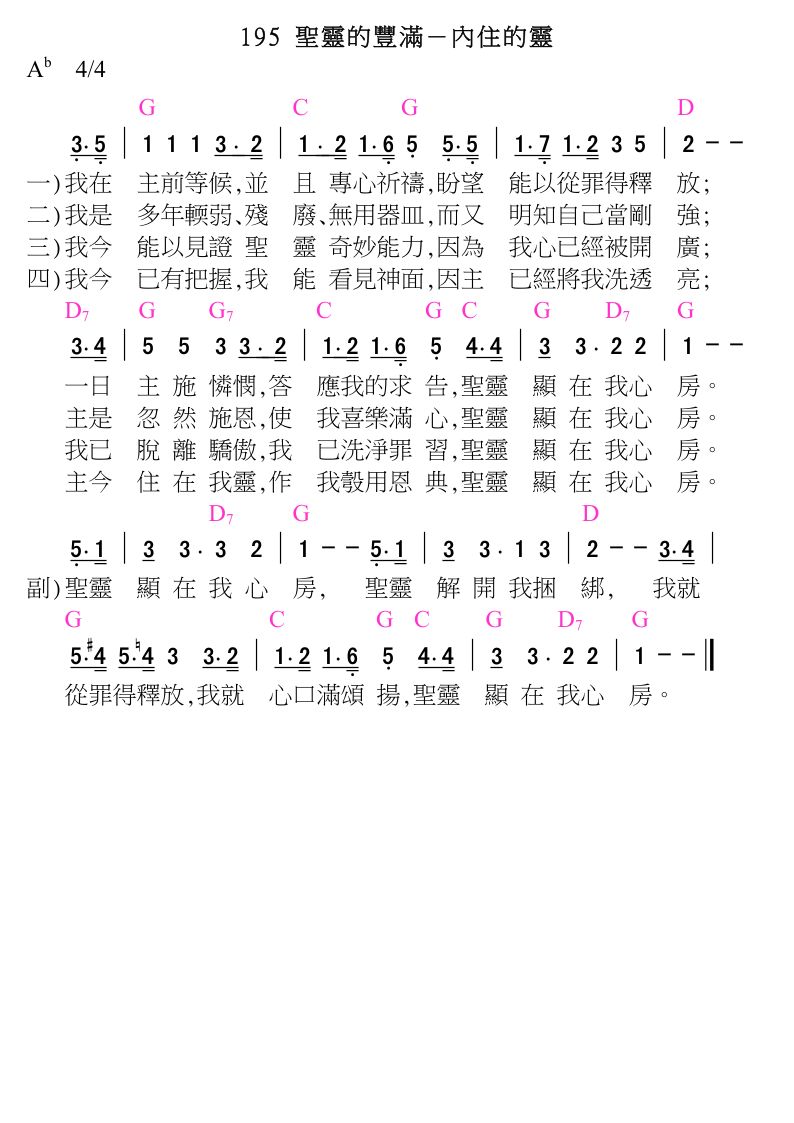 195 聖靈的豐滿－內住的靈
A♭ 4/4
G C G D
3·5 | 1 1 1 3·2 | 1·2 1·6 5 5·5 | 1·7 1·2 3 5 | 2 － －
一)我在 主前等候,並 且 專心祈禱,盼望 能以從罪得釋 放;
二)我是 多年輭弱、殘 廢、無用器皿,而又 明知自己當剛 強;
三)我今 能以見證 聖 靈 奇妙能力,因為 我心已經被開 廣;
四)我今 已有把握,我 能 看見神面,因主 已經將我洗透 亮;
D7 G G7 C G C G D7 G
3·4 | 5 5 3 3·2 | 1·2 1·6 5 4·4 | 3 3· 2 2 | 1 － －
一日 主 施 憐憫,答 應我的求 告,聖靈 顯 在 我心 房。
主是 忽 然 施恩,使 我喜樂滿 心,聖靈 顯 在 我心 房。
我已 脫 離 驕傲,我 已洗淨罪 習,聖靈 顯 在 我心 房。
主今 住 在 我靈,作 我彀用恩 典,聖靈 顯 在 我心 房。
D7 G D
5·1 | 3 3· 3 2 | 1 － － 5·1 | 3 3· 1 3 | 2 － － 3·4 |
副)聖靈 顯 在 我 心 房, 聖靈 解 開 我捆 綁, 我就
G C G C G D7 G
5·♯4 5·♮4 3 3·2 | 1·2 1·6 5 4·4 | 3 3· 2 2 | 1 － － ‖
從罪得釋放,我就 心口滿頌 揚,聖靈 顯 在 我心 房。